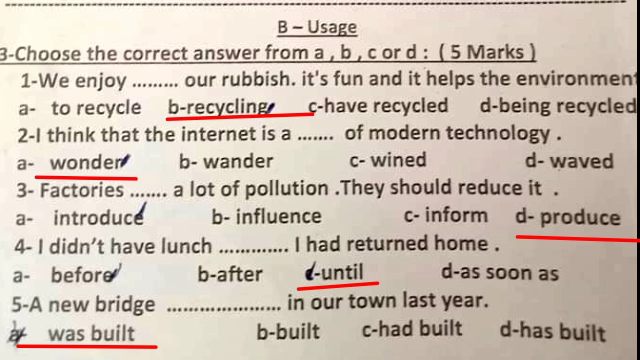 B – Usage
3-Choose the correct answer from a , b , c or d : ( 5 Marks )
1-We enjoy ......... our rubbish. it's fun and it helps the environment
a- to recycle b-recycling c-have recycled d-being recycled
2-I think that the internet is a ....... of modern technology .
a- wonder b- wander c- wined d- waved
3- Factories ....... a lot of pollution .They should reduce it .
a- introduce b- influence c- inform d- produce
4- I didn't have lunch ............. I had returned home .
a- before b-after -until d-as soon as
5-A new bridge ...................... in our town last year.
was built b-built c-had built d-has built